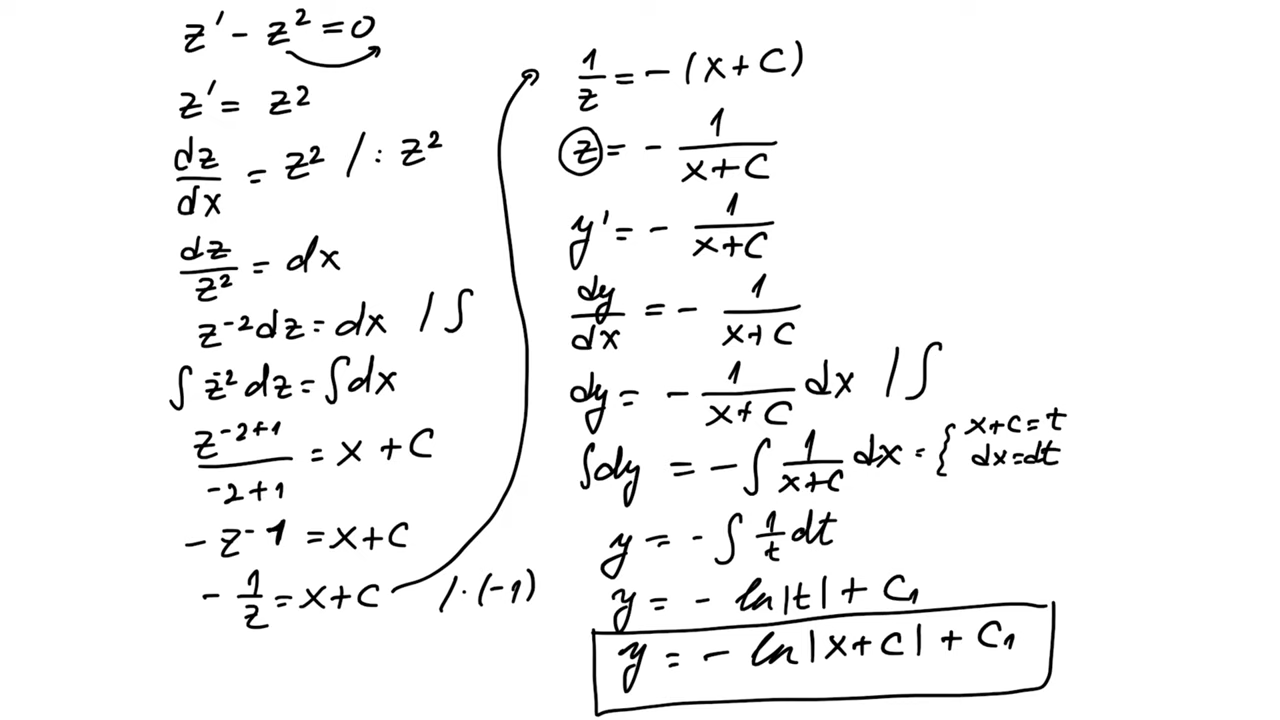 z' - z² = 0
z' = z²
dz/dx = z² /: z²
dz/z² = dx
z⁻² dz = dx / ∫
∫ z⁻² dz = ∫ dx
z⁻²⁺¹/-2+1 = x + C
- z⁻¹ = x + C
- 1/z = x + C /· (-1)
1/z = - (x + C)
z = - 1/x+C
y' = - 1/x+C
dy/dx = - 1/x+C
dy = - 1/x+C dx / ∫
∫ dy = - ∫ 1/x+C dx = { x+C = t
dx = dt
y = - ∫ 1/t dt
y = - ln|t| + C₁
y = - ln|x+C| + C₁